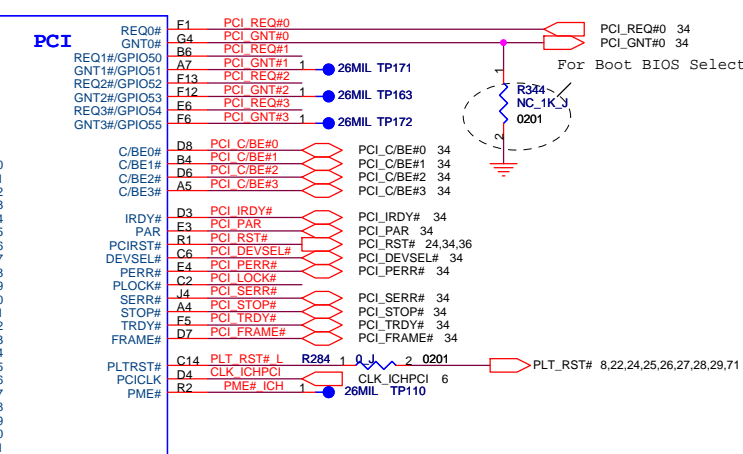 PCI
REQ0# F1 PCI_REQ#0 PCI_REQ#0 34
GNT0# G4 PCI_GNT#0 PCI_GNT#0 34
REQ1#/GPIO50 B6 PCI_REQ#1 For Boot BIOS Select
GNT1#/GPIO51 A7 PCI_GNT#1 1 26MIL TP171
REQ2#/GPIO52 F13 PCI_REQ#2
GNT2#/GPIO53 F12 PCI_GNT#2 1 26MIL TP163
REQ3#/GPIO54 E6 PCI_REQ#3
GNT3#/GPIO55 F6 PCI_GNT#3 1 26MIL TP172
1
R344
NC_1K_J
0201
2
C/BE0# D8 PCI_C/BE#0 PCI_C/BE#0 34
C/BE1# B4 PCI_C/BE#1 PCI_C/BE#1 34
C/BE2# D6 PCI_C/BE#2 PCI_C/BE#2 34
C/BE3# A5 PCI_C/BE#3 PCI_C/BE#3 34
IRDY# D3 PCI_IRDY# PCI_IRDY# 34
PAR E3 PCI_PAR PCI_PAR 34
PCIRST# R1 PCI_RST# PCI_RST# 24,34,36
DEVSEL# C6 PCI_DEVSEL# PCI_DEVSEL# 34
PERR# E4 PCI_PERR# PCI_PERR# 34
PLOCK# C2 PCI_LOCK#
SERR# J4 PCI_SERR# PCI_SERR# 34
STOP# A4 PCI_STOP# PCI_STOP# 34
TRDY# F5 PCI_TRDY# PCI_TRDY# 34
FRAME# D7 PCI_FRAME# PCI_FRAME# 34
PLTRST# C14 PLT_RST#_L R284 1 0_J 2 0201 PLT_RST# 8,22,24,25,26,27,28,29,71
PCICLK D4 CLK_ICHPCI CLK_ICHPCI 6
PME# R2 PME#_ICH 1 26MIL TP110